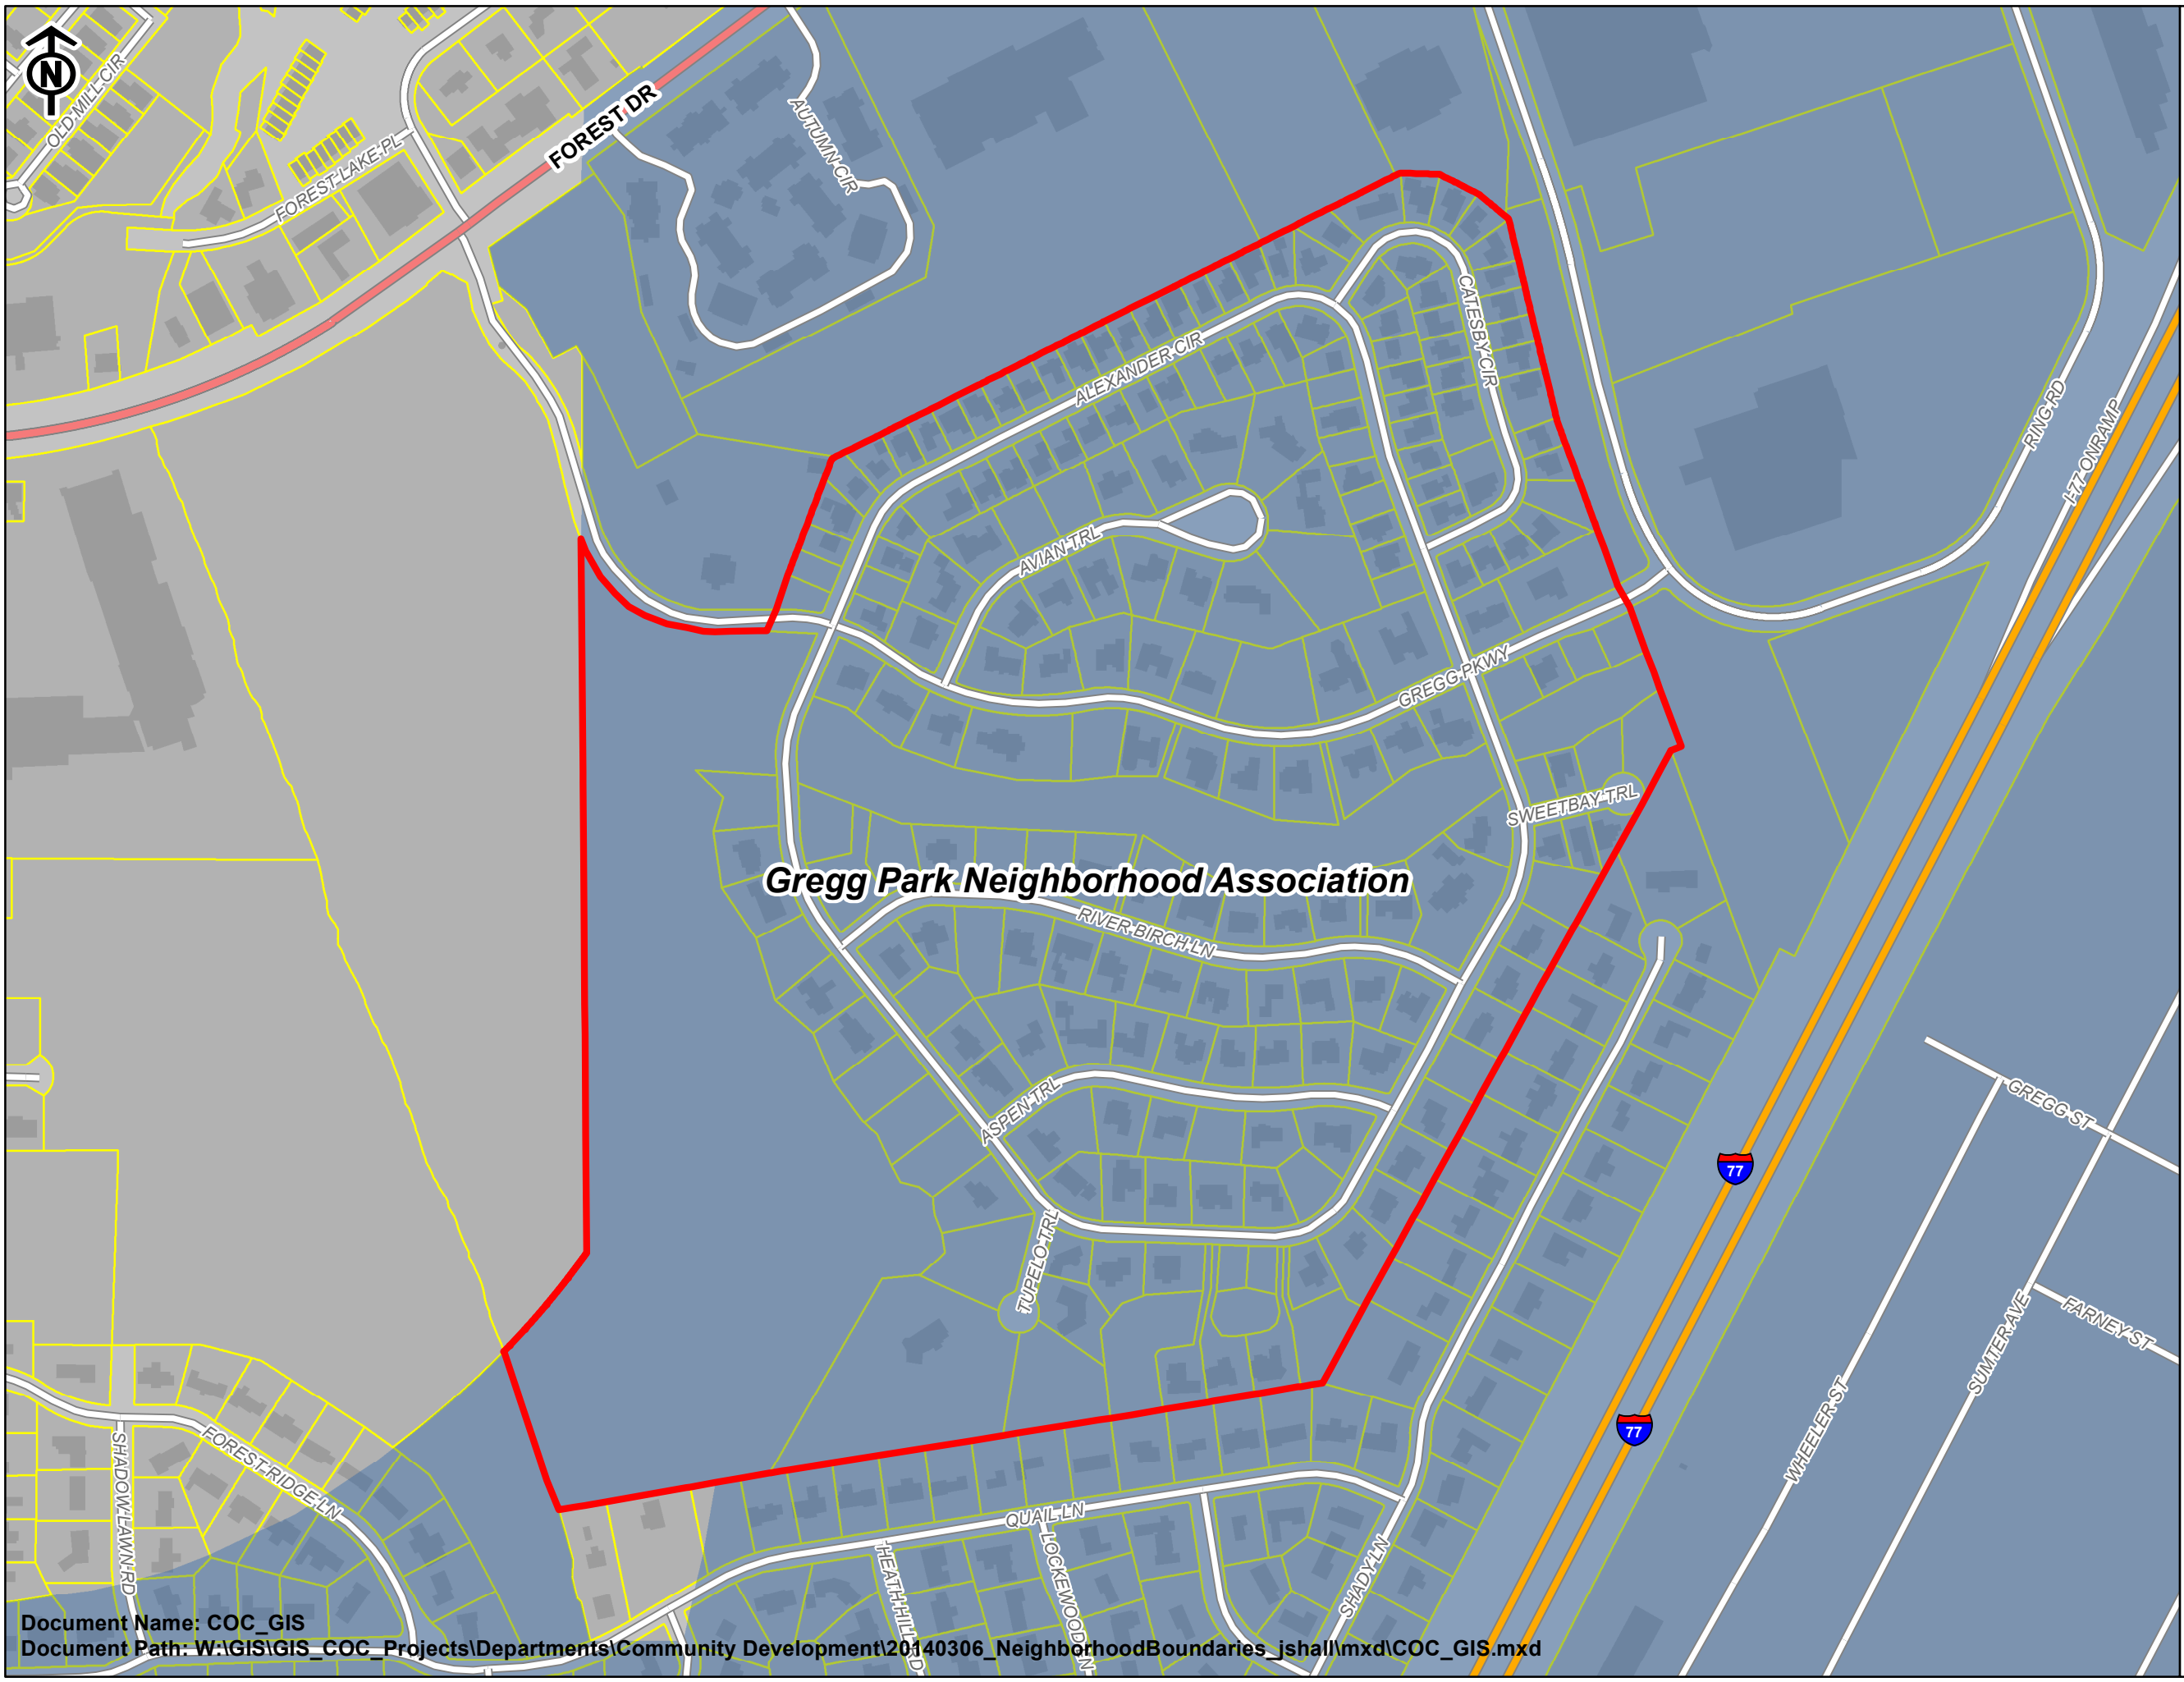 N
OLD MILL CIR
FOREST LAKE PL
FOREST DR
AUTUMN CIR
CATESBY CIR
ALEXANDER CIR
RING RD
I-77 ONRAMP
AVIAN TRL
GREGG PKWY
SWEETBAY TRL
Gregg Park Neighborhood Association
RIVER BIRCH LN
ASPEN TRL
GREGG ST
77
TUPELO TRL
FARNEY ST
SUMTER AVE
77
WHEELER ST
SHADOWLAWN RD
FOREST RIDGE LN
QUAIL LN
HEATH HILL RD
LOCKEWOOD LN
SHADY LN
Document Name: COC_GIS
Document Path: W:\GIS\GIS_COC_Projects\Departments\Community Development\20140306_NeighborhoodBoundaries_jshall\mxd\COC_GIS.mxd